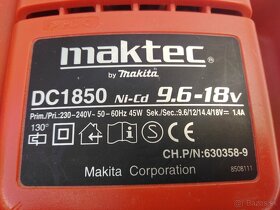 maktec®
by makita
DC1850 Ni-Cd 9.6-18v
Prim./Pri.:230-240V~50-60Hz 45W Sek./Sec.:9.6/12/14.4/18V⎓ 1.4A
130°
CH.P/N:630358-9
8508111
Makita Corporation